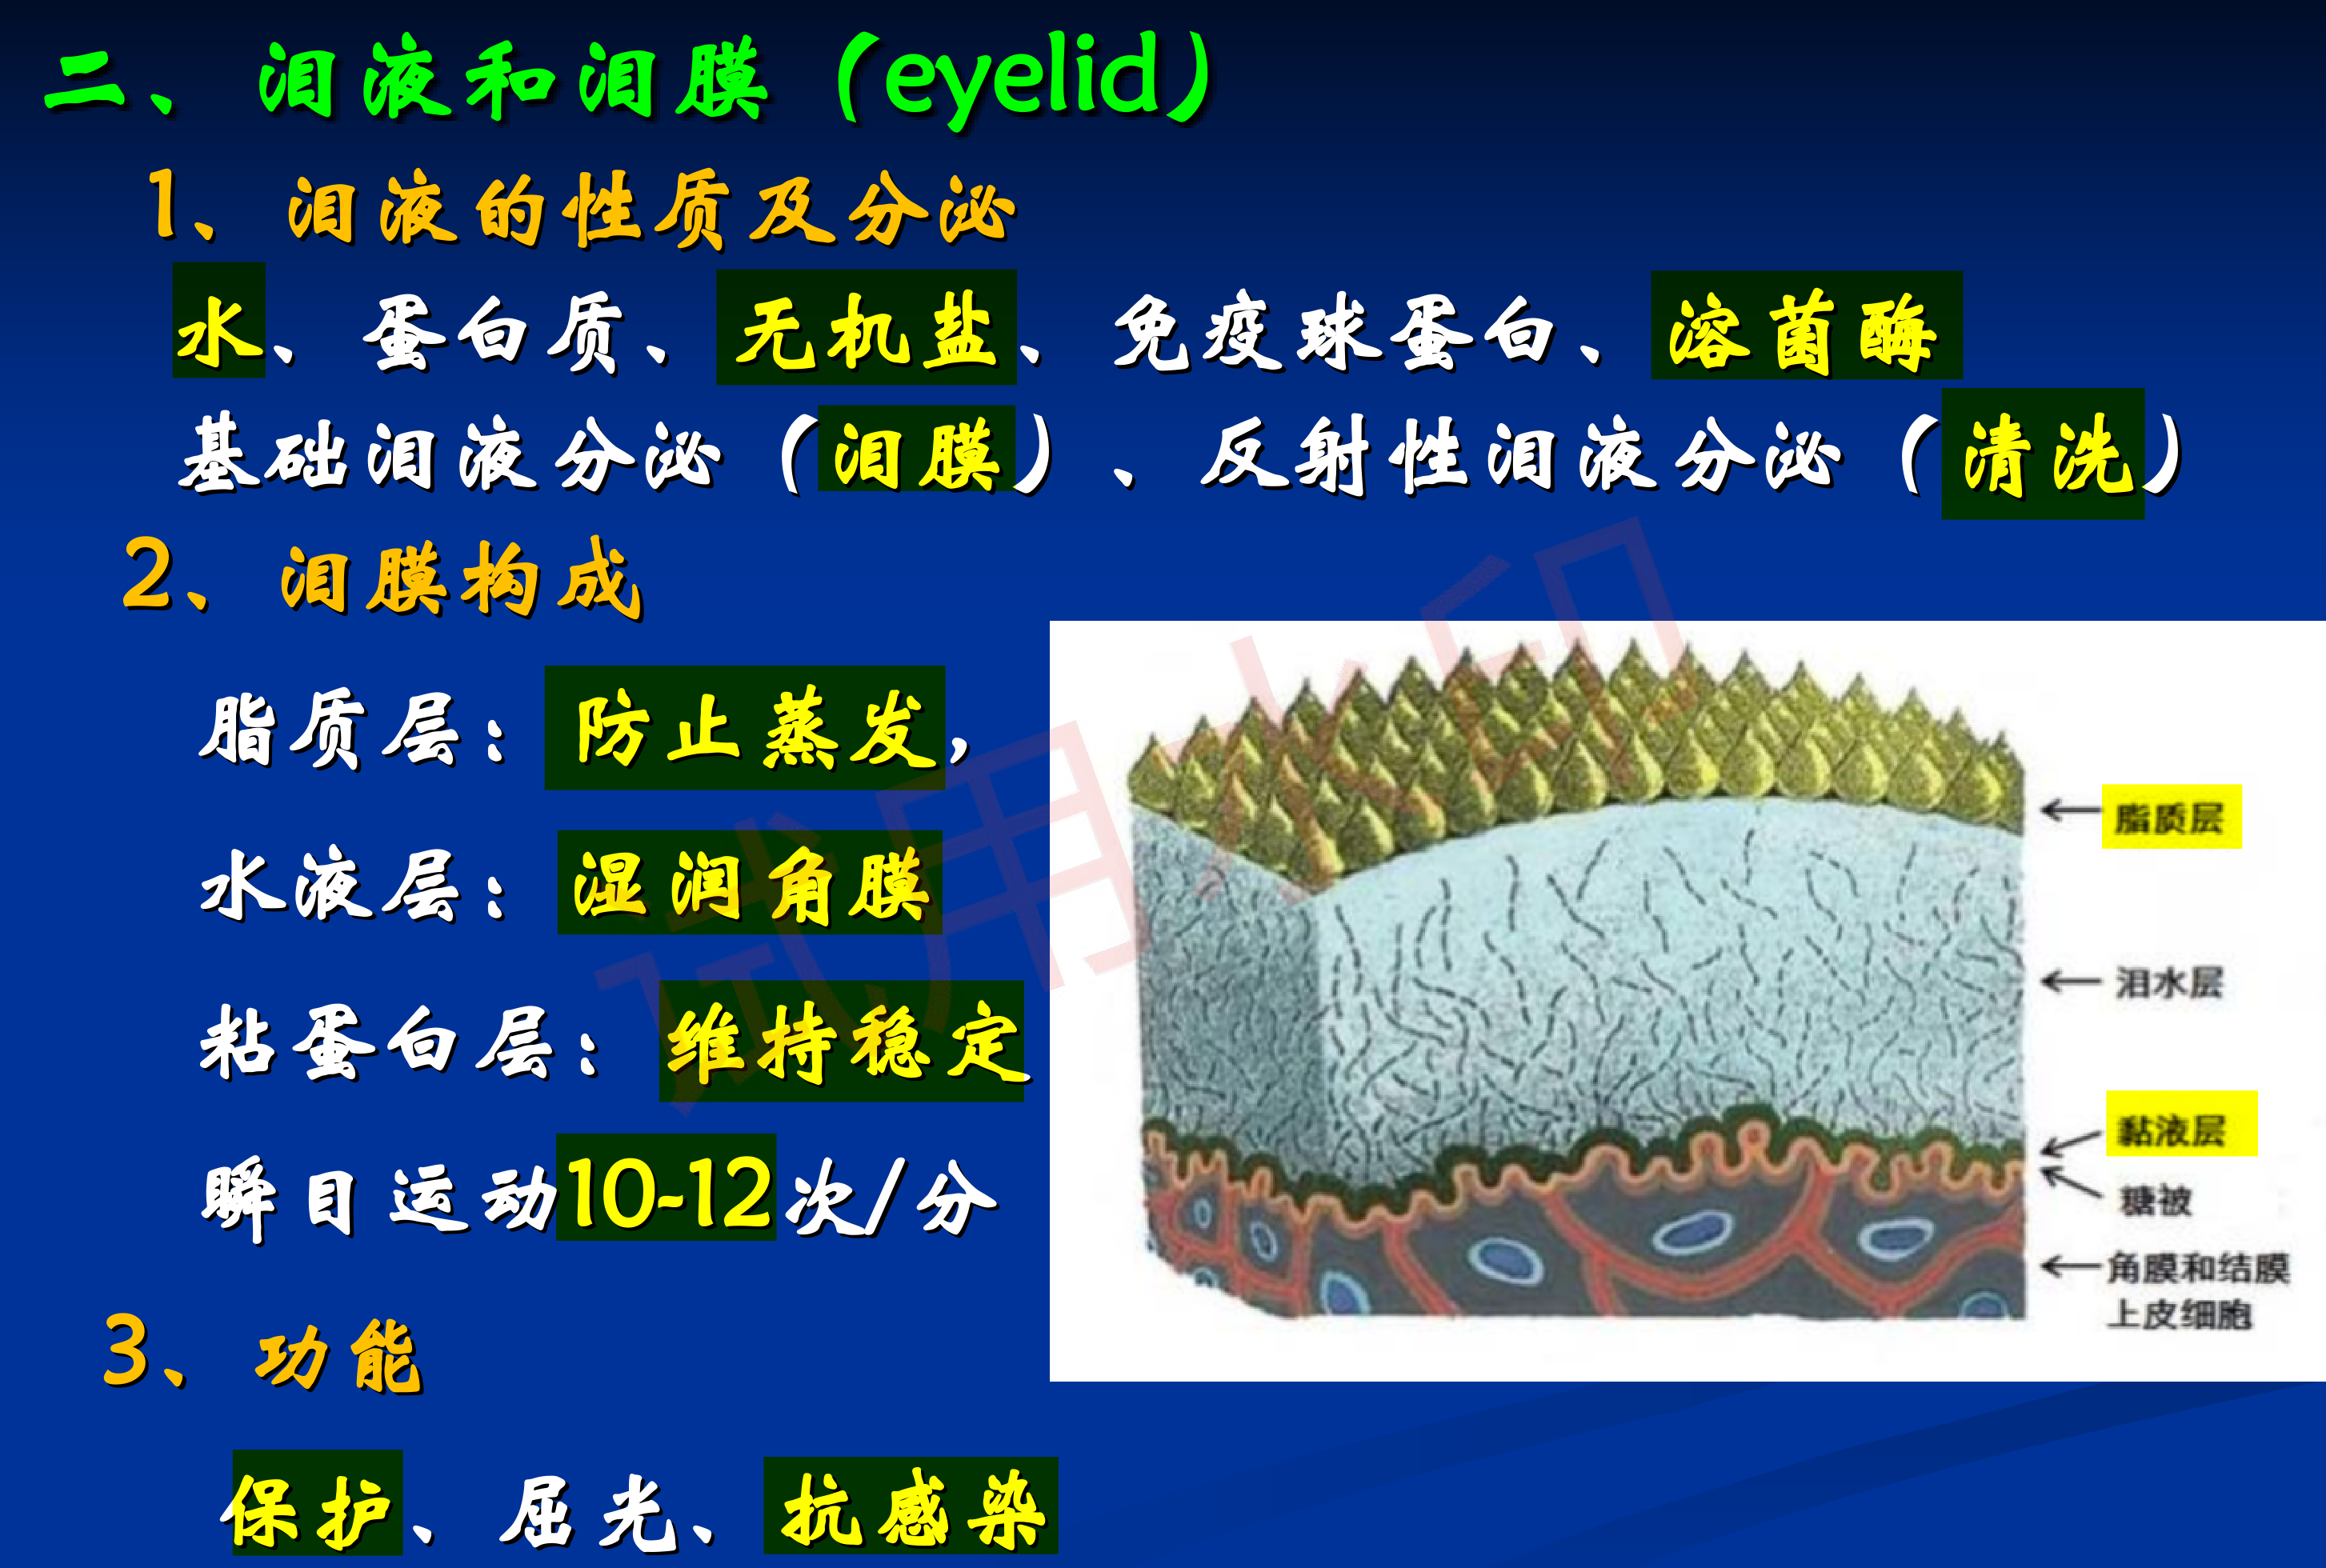 二、泪液和泪膜（eyelid）
1、泪液的性质及分泌
水、蛋白质、无机盐、免疫球蛋白、溶菌酶
基础泪液分泌（泪膜）、反射性泪液分泌（清洗）
2、泪膜构成
脂质层：防止蒸发，
水液层：湿润角膜
粘蛋白层：维持稳定
瞬目运动10-12次/分
3、功能
保护、屈光、抗感染
脂质层
泪水层
黏液层
糖被
角膜和结膜
上皮细胞
试用水印